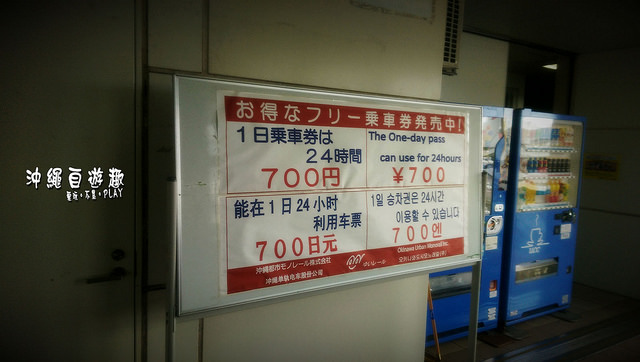 沖繩自遊趣
お得なフリー乗車券発売中!
1日乗車券は
24時間
700円
The One-day pass
can use for 24hours
¥700
能在1日24小时
利用车票
700日元
1일 승차권은 24시간
이용할 수 있습니다
700엔
沖縄都市モノレール株式会社
冲绳单轨电车股份公司
ゆいレール
Okinawa Urban Monorail Inc.